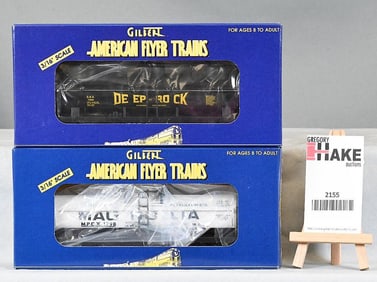 GILBERT
FOR AGES 8 TO ADULT
AMERICAN FLYER TRAINS
3/16" SCALE
DEEP ROCK
GILBERT
FOR AGES 8 TO ADULT
AMERICAN FLYER TRAINS
3/16" SCALE
GREGORY
HAKE
auctions
2155